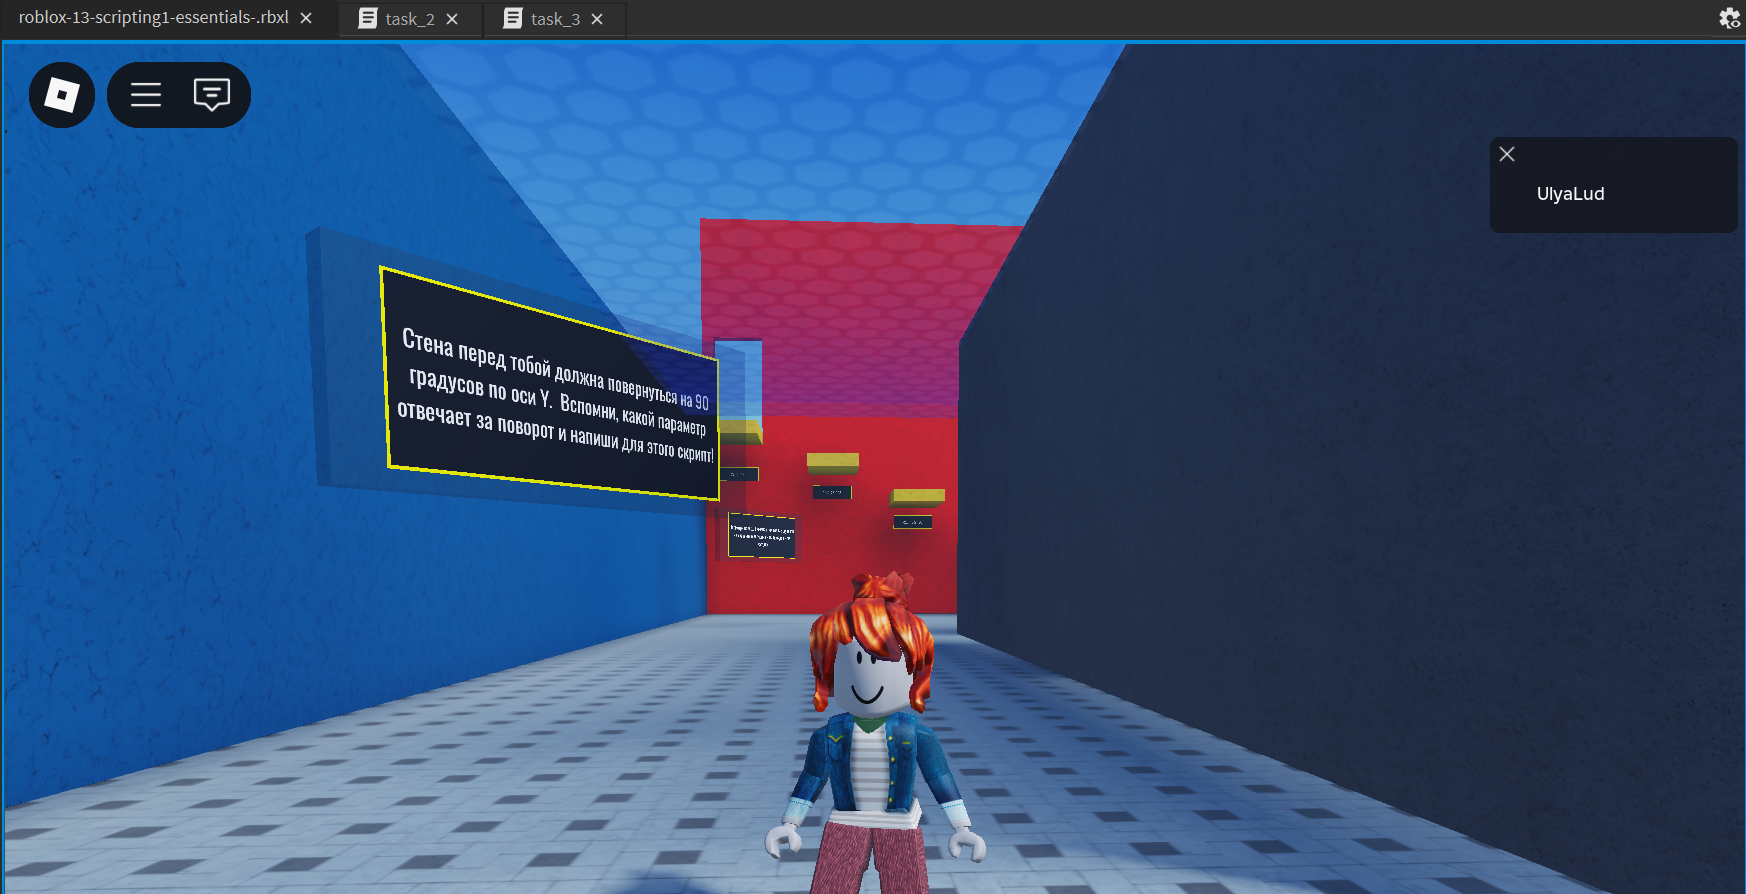 roblox-13-scripting1-essentials-.rbxl
task_2
task_3
UlyaLud
Стена перед тобой должна повернуться на 90
градусов по оси Y. Вспомни, какой параметр
отвечает за поворот и напиши для этого скрипт!